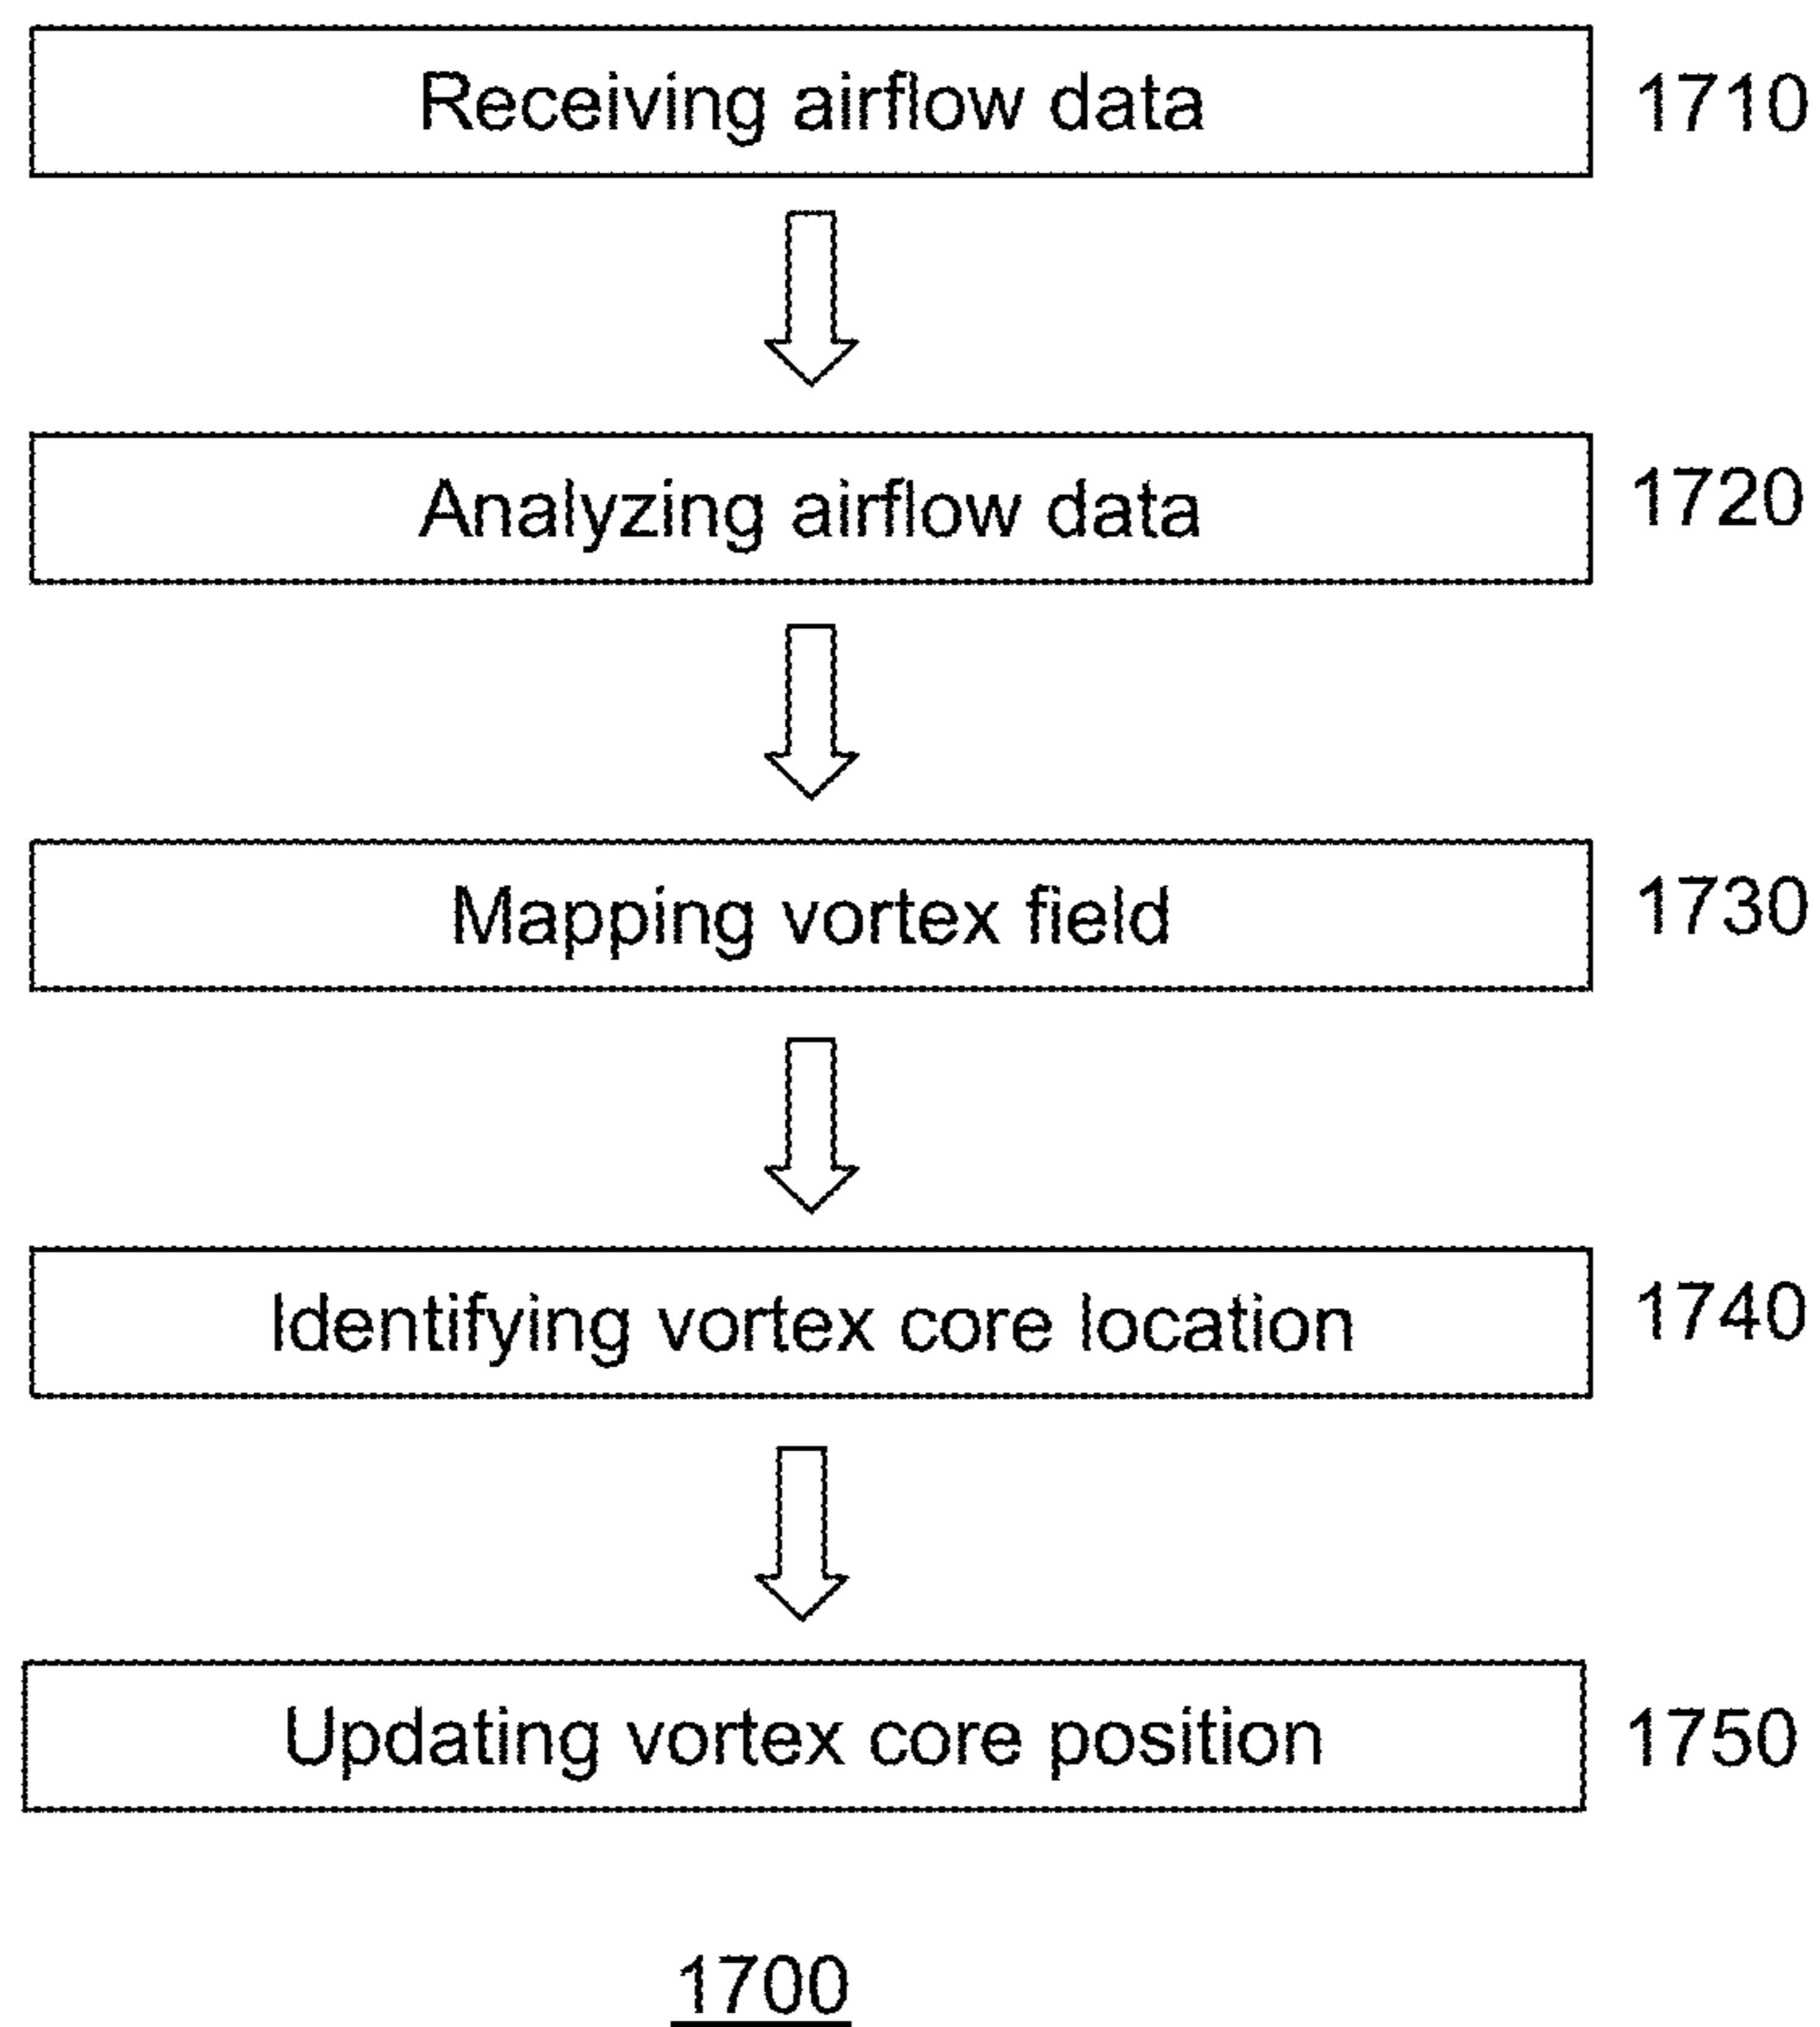 Receiving airflow data 1710
Analyzing airflow data 1720
Mapping vortex field 1730
Identifying vortex core location 1740
Updating vortex core position 1750
1700